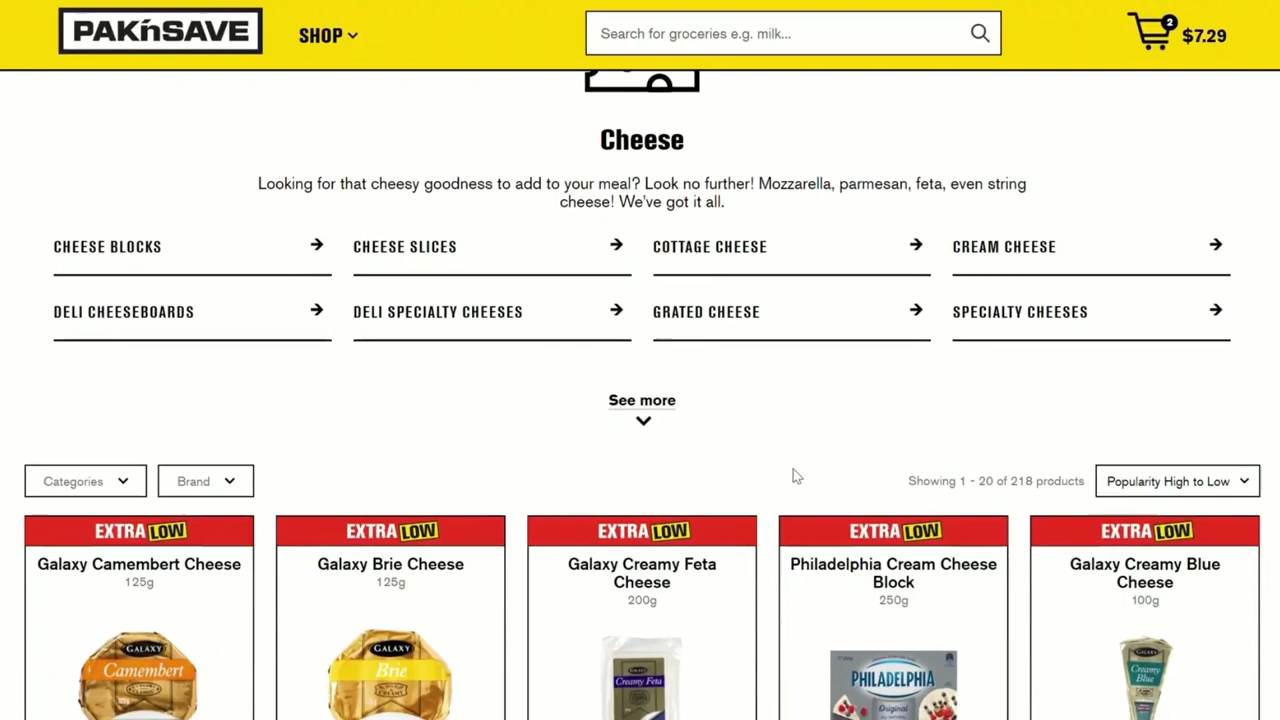 PAKnSAVE
SHOP
Search for groceries e.g. milk...
2
$7.29
Cheese
Looking for that cheesy goodness to add to your meal? Look no further! Mozzarella, parmesan, feta, even string
cheese! We've got it all.
CHEESE BLOCKS
CHEESE SLICES
COTTAGE CHEESE
CREAM CHEESE
DELI CHEESEBOARDS
DELI SPECIALTY CHEESES
GRATED CHEESE
SPECIALTY CHEESES
See more
Categories
Brand
Showing 1 - 20 of 218 products
Popularity High to Low
EXTRA LOW
EXTRA LOW
EXTRA LOW
EXTRA LOW
EXTRA LOW
Galaxy Camembert Cheese
125g
Galaxy Brie Cheese
125g
Galaxy Creamy Feta
Cheese
200g
Philadelphia Cream Cheese
Block
250g
Galaxy Creamy Blue
Cheese
100g
GALAXY
Camembert
GALAXY
Brie
CREAMY
GALAXY
Creamy Feta
PHILADELPHIA
Original
GALAXY
Creamy
Blue